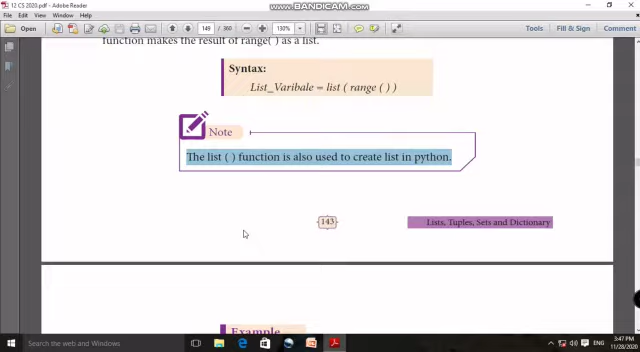 12 CS 2020.pdf - Adobe Reader
www.BANDICAM.com
File Edit View Window Help
Open
149 / 360
130%
Tools Fill & Sign Comment
function makes the result of range( ) as a list.
Syntax:
List_Varibale = list ( range ( ) )
Note
The list ( ) function is also used to create list in python.
143
Lists, Tuples, Sets and Dictionary
Example
Search the web and Windows
3:47 PM
11/28/2020